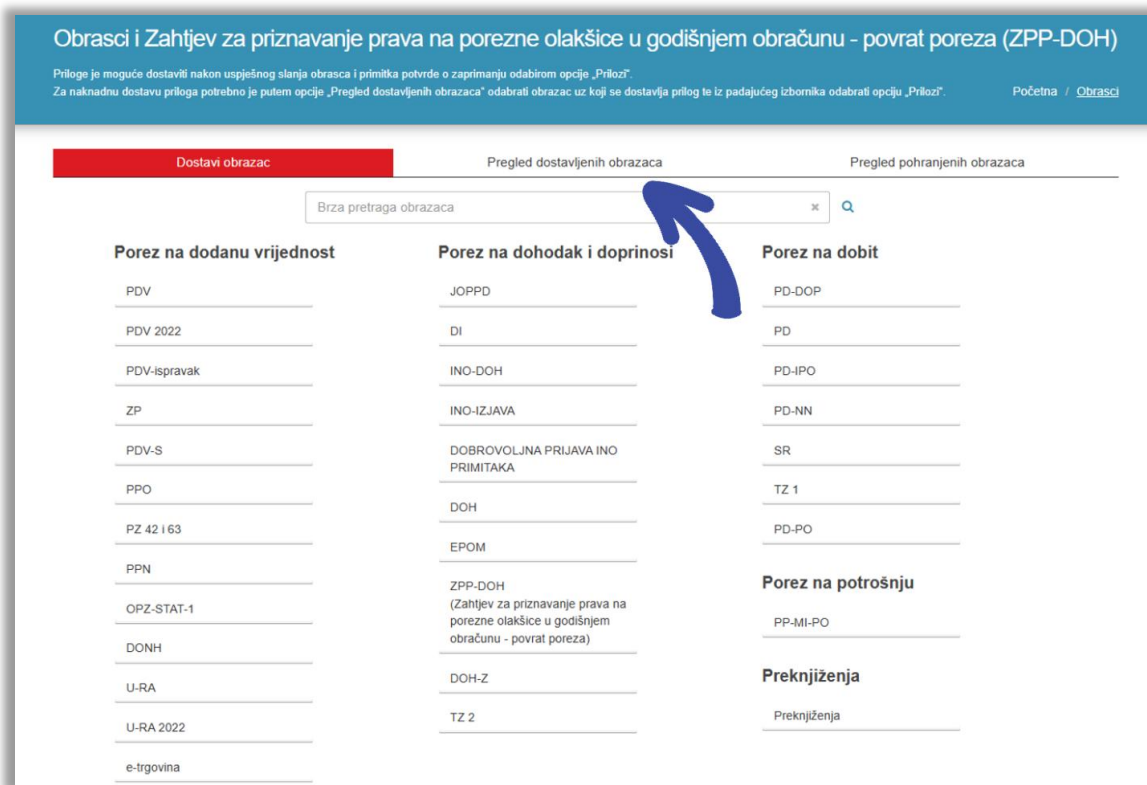 Obrasci i Zahtjev za priznavanje prava na porezne olakšice u godišnjem obračunu - povrat poreza (ZPP-DOH)
Priloge je moguće dostaviti nakon uspješnog slanja obrasca i primitka potvrde o zaprimanju odabirom opcije „Prilozi".
Za naknadnu dostavu priloga potrebno je putem opcije „Pregled dostavljenih obrazaca" odabrati obrazac uz koji se dostavlja prilog te iz padajućeg izbornika odabrati opciju „Prilozi".
Početna / Obrasci
Dostavi obrazac
Pregled dostavljenih obrazaca
Pregled pohranjenih obrazaca
Brza pretraga obrazaca
Porez na dodanu vrijednost
PDV
PDV 2022
PDV-ispravak
ZP
PDV-S
PPO
PZ 42 i 63
PPN
OPZ-STAT-1
DONH
U-RA
U-RA 2022
e-trgovina
Porez na dohodak i doprinosi
JOPPD
DI
INO-DOH
INO-IZJAVA
DOBROVOLJNA PRIJAVA INO
PRIMITAKA
DOH
EPOM
ZPP-DOH
(Zahtjev za priznavanje prava na
porezne olakšice u godišnjem
obračunu - povrat poreza)
DOH-Z
TZ 2
Porez na dobit
PD-DOP
PD
PD-IPO
PD-NN
SR
TZ 1
PD-PO
Porez na potrošnju
PP-MI-PO
Preknjiženja
Preknjiženja